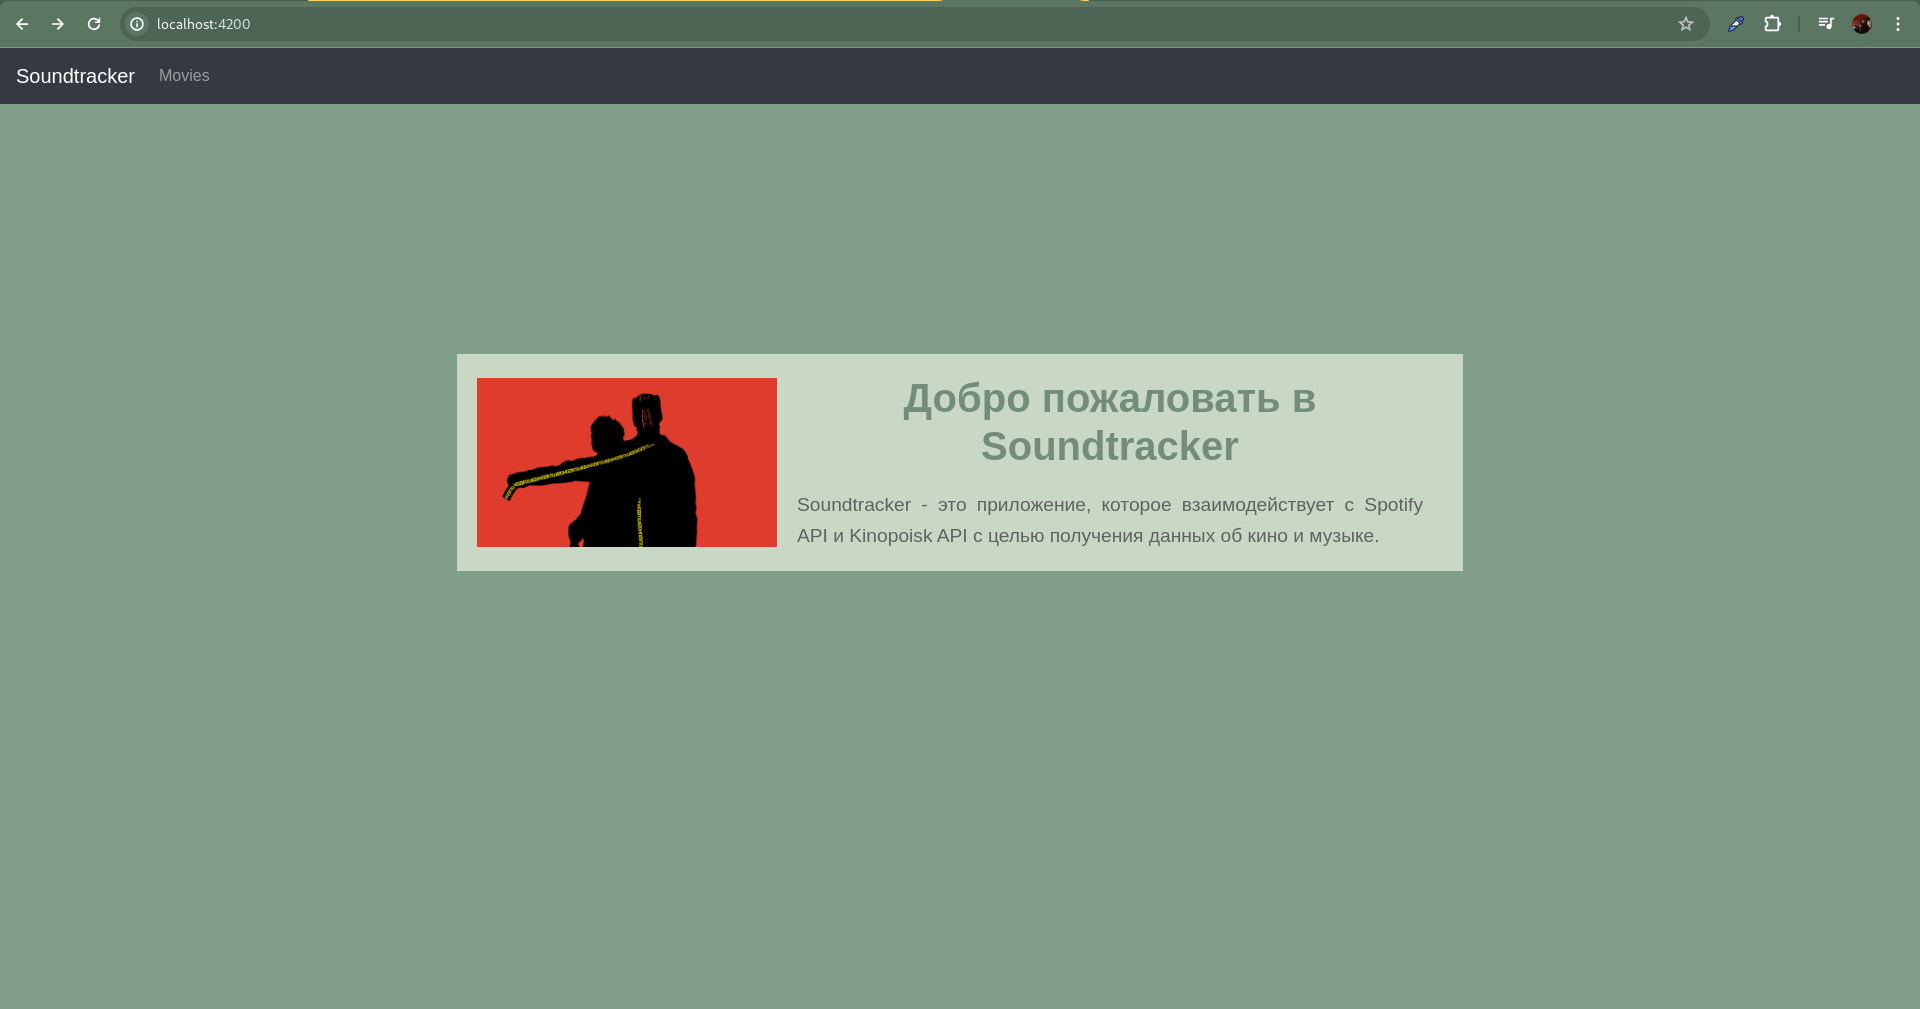 localhost:4200
Soundtracker Movies
Добро пожаловать в
Soundtracker
Soundtracker - это приложение, которое взаимодействует с Spotify
API и Kinopoisk API с целью получения данных об кино и музыке.